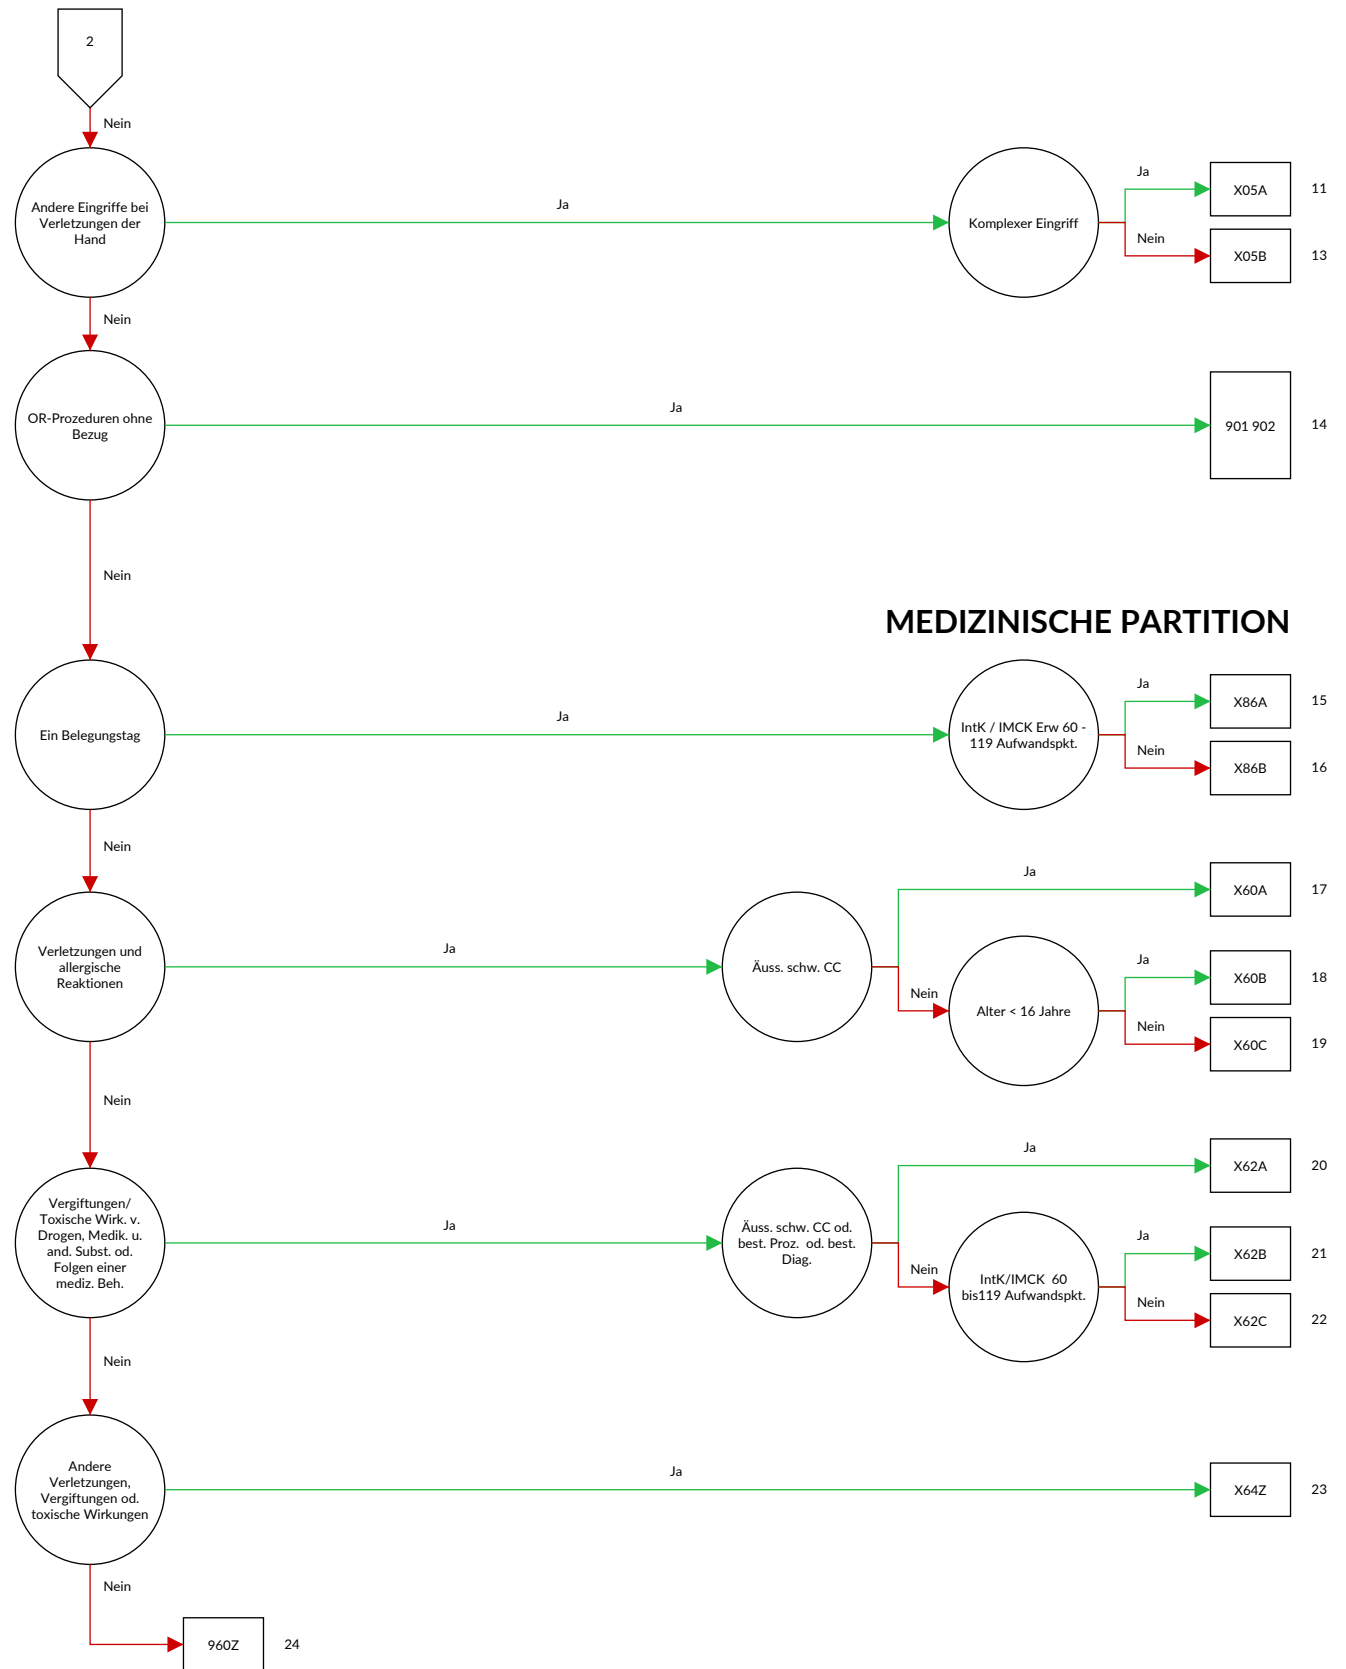 2
Nein
Andere Eingriffe bei
Verletzungen der
Hand
Ja
Komplexer Eingriff
Ja
X05A
11
Nein
X05B
13
Nein
OR-Prozeduren ohne
Bezug
Ja
901 902
14
Nein
MEDIZINISCHE PARTITION
Ein Belegungstag
Ja
IntK / IMCK Erw 60 -
119 Aufwandspkt.
Ja
X86A
15
Nein
X86B
16
Nein
Verletzungen und
allergische
Reaktionen
Ja
Äuss. schw. CC
Ja
X60A
17
Nein
Alter < 16 Jahre
Ja
X60B
18
Nein
X60C
19
Nein
Vergiftungen/
Toxische Wirk. v.
Drogen, Medik. u.
and. Subst. od.
Folgen einer
mediz. Beh.
Ja
Äuss. schw. CC od.
best. Proz.  od. best.
Diag.
Ja
X62A
20
Nein
IntK/IMCK  60
bis119 Aufwandspkt.
Ja
X62B
21
Nein
X62C
22
Nein
Andere
Verletzungen,
Vergiftungen od.
toxische Wirkungen
Ja
X64Z
23
Nein
960Z
24